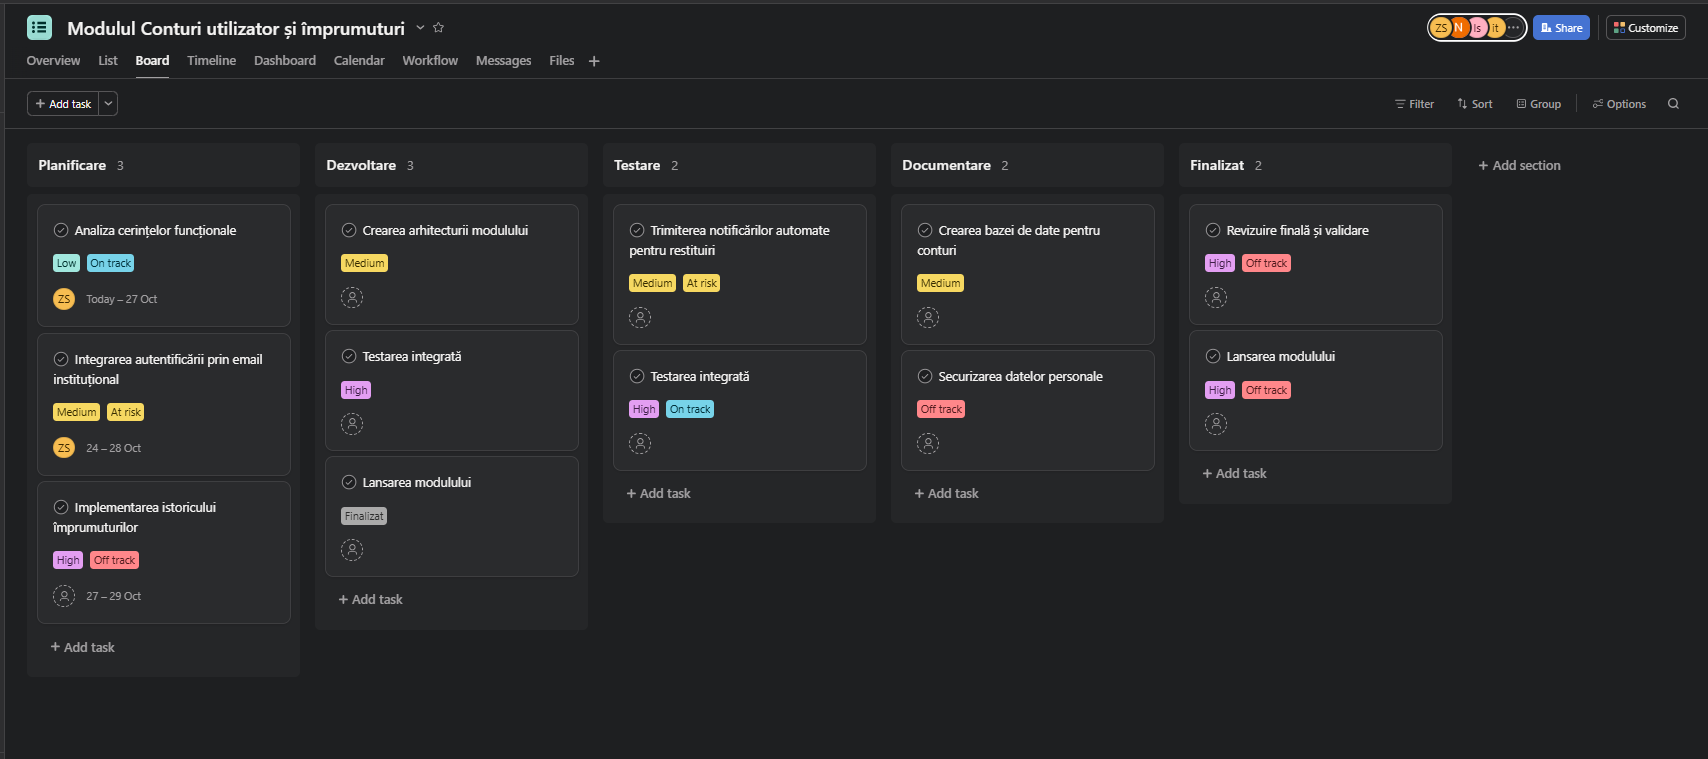 Modulul Conturi utilizator și împrumuturi
ZS N Is it ...
Share
Customize
Overview List Board Timeline Dashboard Calendar Workflow Messages Files +
+ Add task
Filter Sort Group Options
Planificare 3
Analiza cerințelor funcționale
Low On track
ZS Today – 27 Oct
Integrarea autentificării prin email
instituțional
Medium At risk
ZS 24 – 28 Oct
Implementarea istoricului
împrumuturilor
High Off track
27 – 29 Oct
+ Add task
Dezvoltare 3
Crearea arhitecturii modulului
Medium
Testarea integrată
High
Lansarea modulului
Finalizat
+ Add task
Testare 2
Trimiterea notificărilor automate
pentru restituiri
Medium At risk
Testarea integrată
High On track
+ Add task
Documentare 2
Crearea bazei de date pentru
conturi
Medium
Securizarea datelor personale
Off track
+ Add task
Finalizat 2
Revizuire finală și validare
High Off track
Lansarea modulului
High Off track
+ Add task
+ Add section